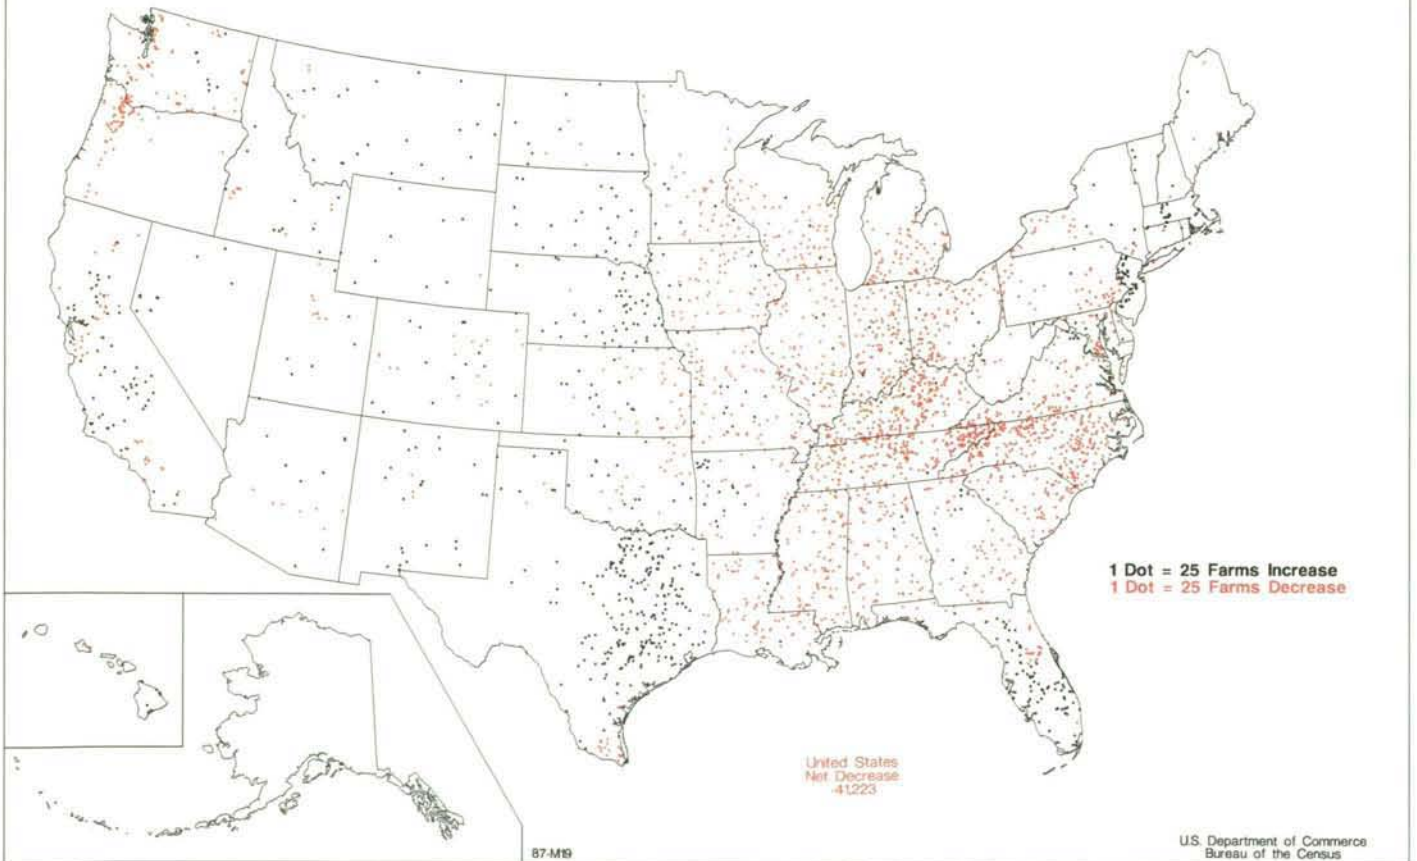 1 Dot = 25 Farms Increase
1 Dot = 25 Farms Decrease
United States
Net Decrease
-41,223
87-M19
U.S. Department of Commerce
Bureau of the Census